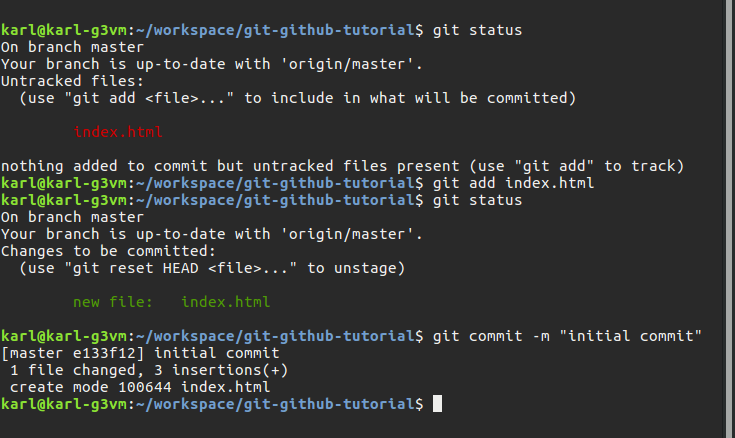 karl@karl-g3vm:~/workspace/git-github-tutorial$ git status
On branch master
Your branch is up-to-date with 'origin/master'.
Untracked files:
  (use "git add <file>..." to include in what will be committed)
        index.html
nothing added to commit but untracked files present (use "git add" to track)
karl@karl-g3vm:~/workspace/git-github-tutorial$ git add index.html
karl@karl-g3vm:~/workspace/git-github-tutorial$ git status
On branch master
Your branch is up-to-date with 'origin/master'.
Changes to be committed:
  (use "git reset HEAD <file>..." to unstage)
        new file:   index.html
karl@karl-g3vm:~/workspace/git-github-tutorial$ git commit -m "initial commit"
[master e133f12] initial commit
 1 file changed, 3 insertions(+)
 create mode 100644 index.html
karl@karl-g3vm:~/workspace/git-github-tutorial$